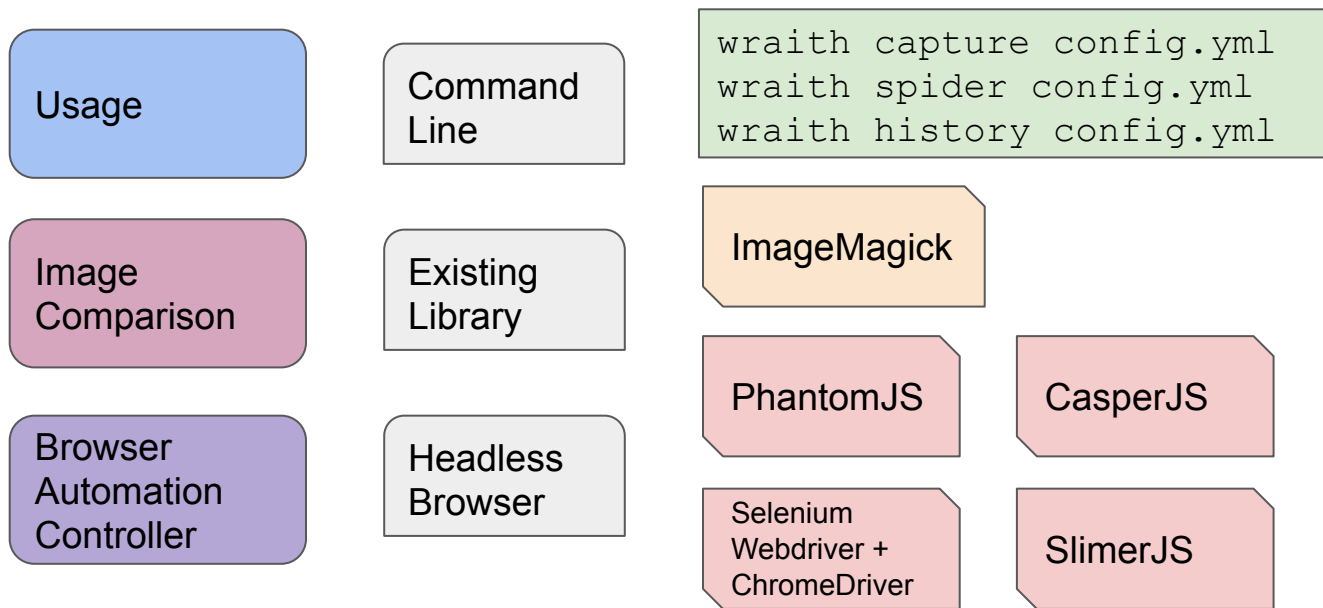 Usage
Command
Line
wraith capture config.yml
wraith spider config.yml
wraith history config.yml
Image
Comparison
Existing
Library
ImageMagick
Browser
Automation
Controller
Headless
Browser
PhantomJS
CasperJS
Selenium
Webdriver +
ChromeDriver
SlimerJS